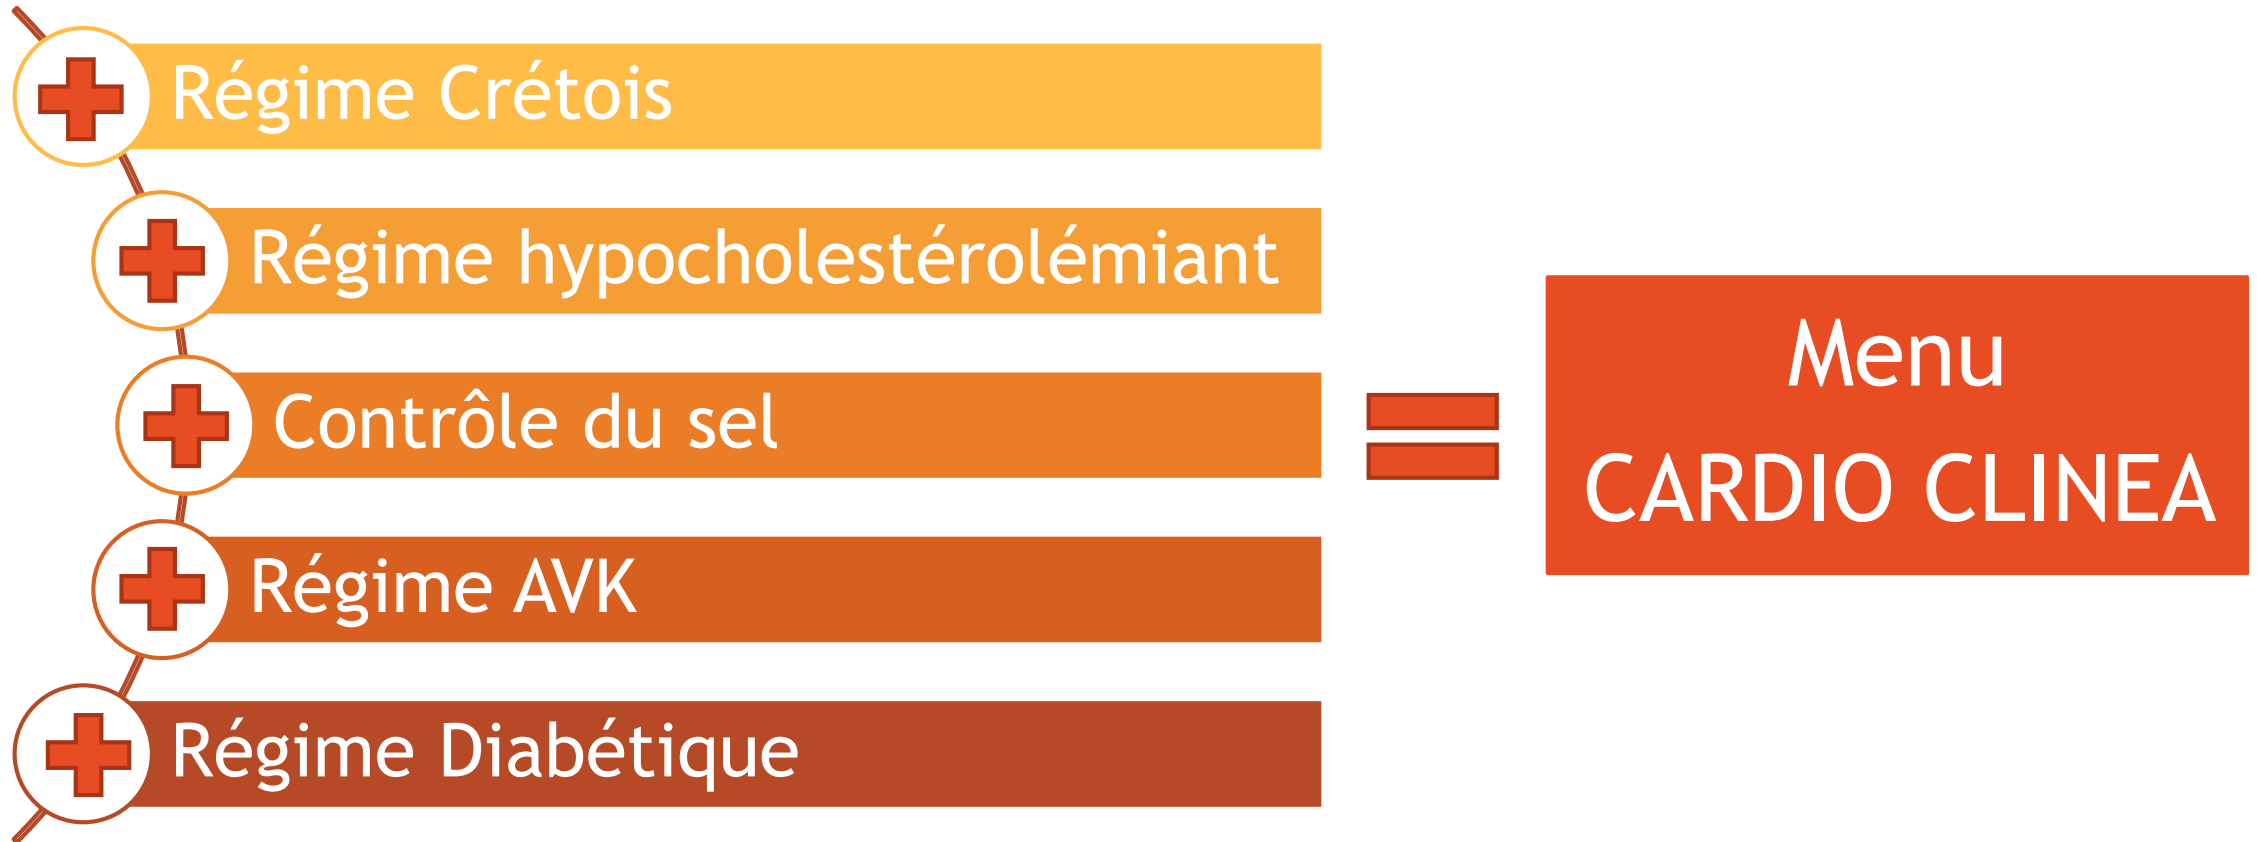 Régime Crétois
Régime hypocholestérolémiant
Contrôle du sel
Régime AVK
Régime Diabétique
Menu
CARDIO CLINEA